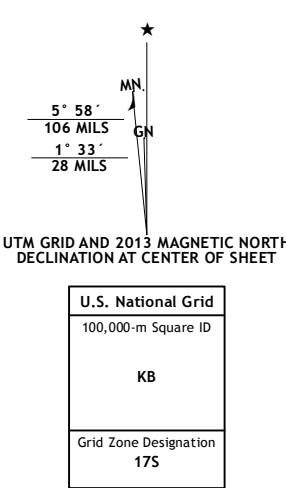 ★
MN.
5° 58´
106 MILS
GN
1° 33´
28 MILS
UTM GRID AND 2013 MAGNETIC NORTH
DECLINATION AT CENTER OF SHEET
U.S. National Grid
100,000-m Square ID
KB
Grid Zone Designation
17S